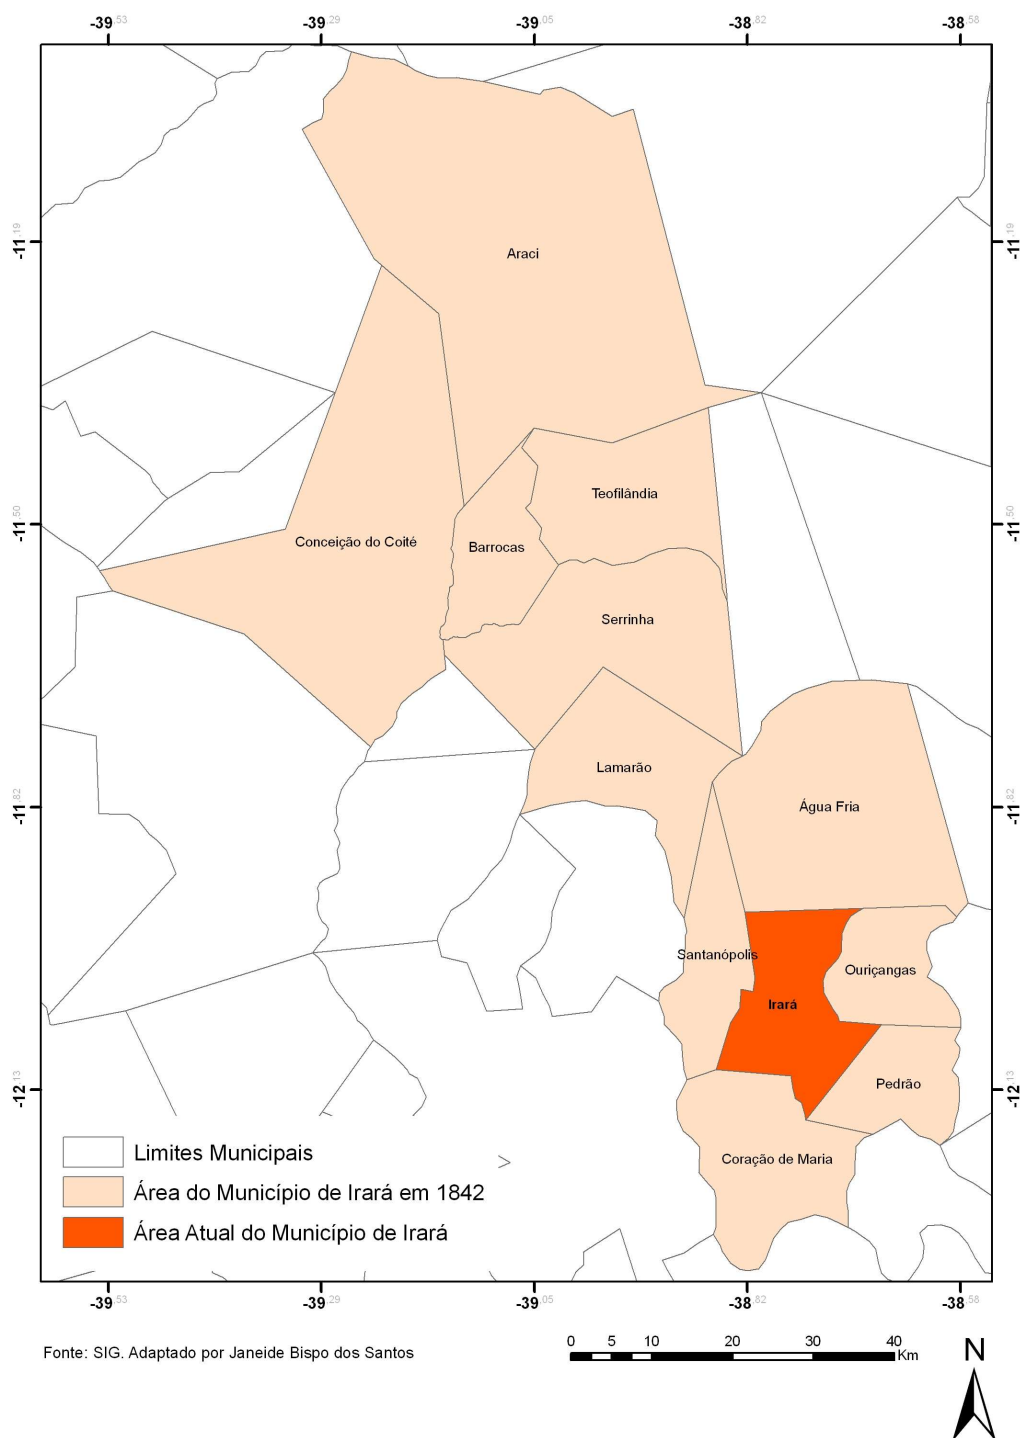 -39.53 -39.29 -39.05 -38.82 -38.58
-11.19 -11.19
Araci
Teofilândia
-11.50 -11.50
Conceição do Coité
Barrocas
Serrinha
Lamarão
-11.82 -11.82
Água Fria
Santanópolis
Ouriçangas
Irará
Pedrão
-12.13 -12.13
Coração de Maria
Limites Municipais
Área do Município de Irará em 1842
Área Atual do Município de Irará
-39.53 -39.29 -39.05 -38.82 -38.58
Fonte: SIG. Adaptado por Janeide Bispo dos Santos
0 5 10 20 30 40
Km
N